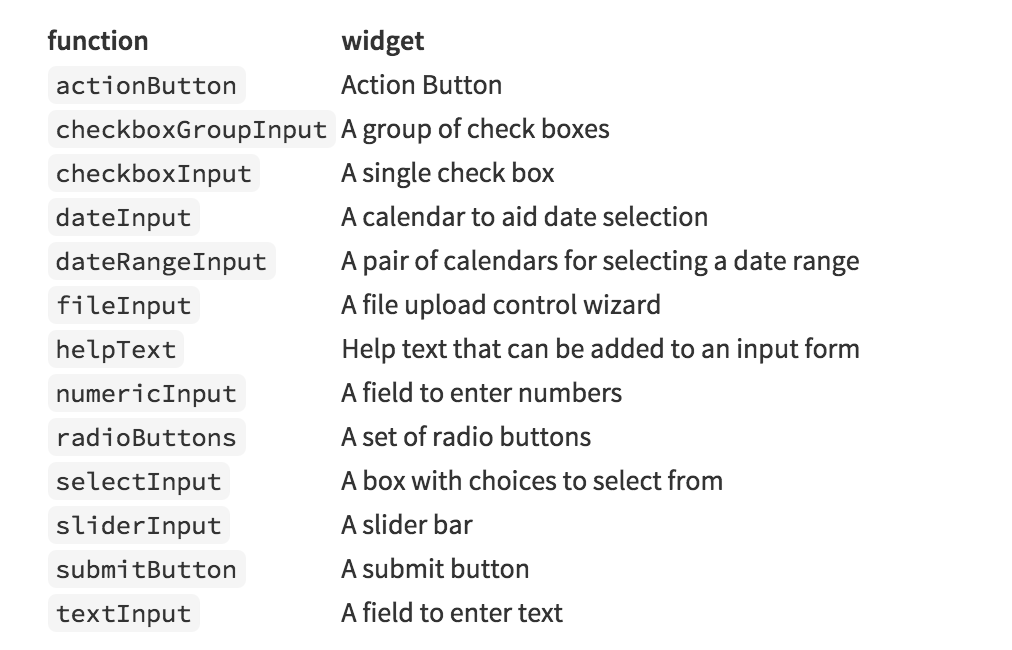 function widget
actionButton Action Button
checkboxGroupInput A group of check boxes
checkboxInput A single check box
dateInput A calendar to aid date selection
dateRangeInput A pair of calendars for selecting a date range
fileInput A file upload control wizard
helpText Help text that can be added to an input form
numericInput A field to enter numbers
radioButtons A set of radio buttons
selectInput A box with choices to select from
sliderInput A slider bar
submitButton A submit button
textInput A field to enter text